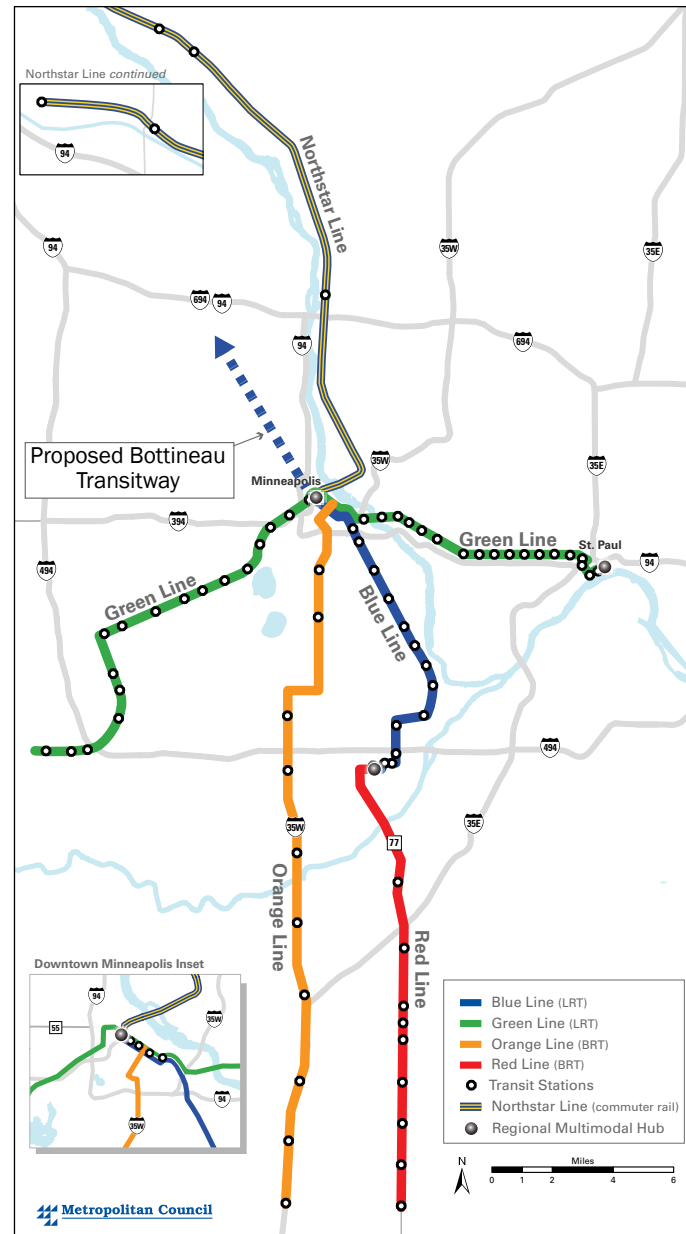 Northstar Line continued
94
Northstar Line
94
35W
35E
694
94
94
694
Proposed Bottineau
Transitway
35W
35E
Minneapolis
394
Green Line
St. Paul
94
494
Green Line
Blue Line
494
35W
77
35E
Orange Line
Red Line
Downtown Minneapolis Inset
94
55
35W
94
35W
Blue Line (LRT)
Green Line (LRT)
Orange Line (BRT)
Red Line (BRT)
Transit Stations
Northstar Line (commuter rail)
Regional Multimodal Hub
N
Miles
0 1 2 4 6
Metropolitan Council